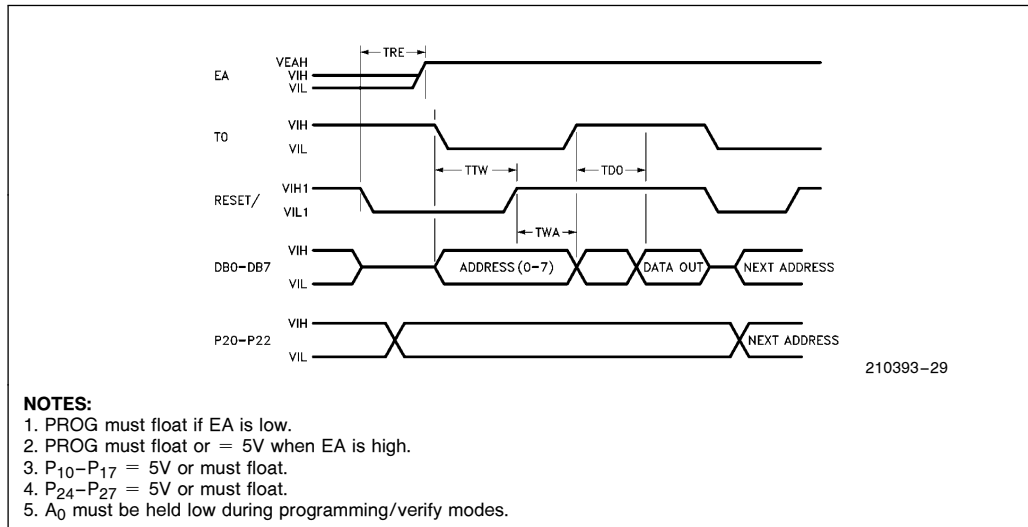 TRE
VEAH
EA VIH
VIL
T0 VIH
VIL
TTW TDO
RESET/ VIH1
VIL1
TWA
VIH
DB0–DB7 ADDRESS (0–7) DATA OUT NEXT ADDRESS
VIL
VIH
P20–P22 NEXT ADDRESS
VIL
210393–29
NOTES:
1. PROG must float if EA is low.
2. PROG must float or = 5V when EA is high.
3. P10–P17 = 5V or must float.
4. P24–P27 = 5V or must float.
5. A0 must be held low during programming/verify modes.